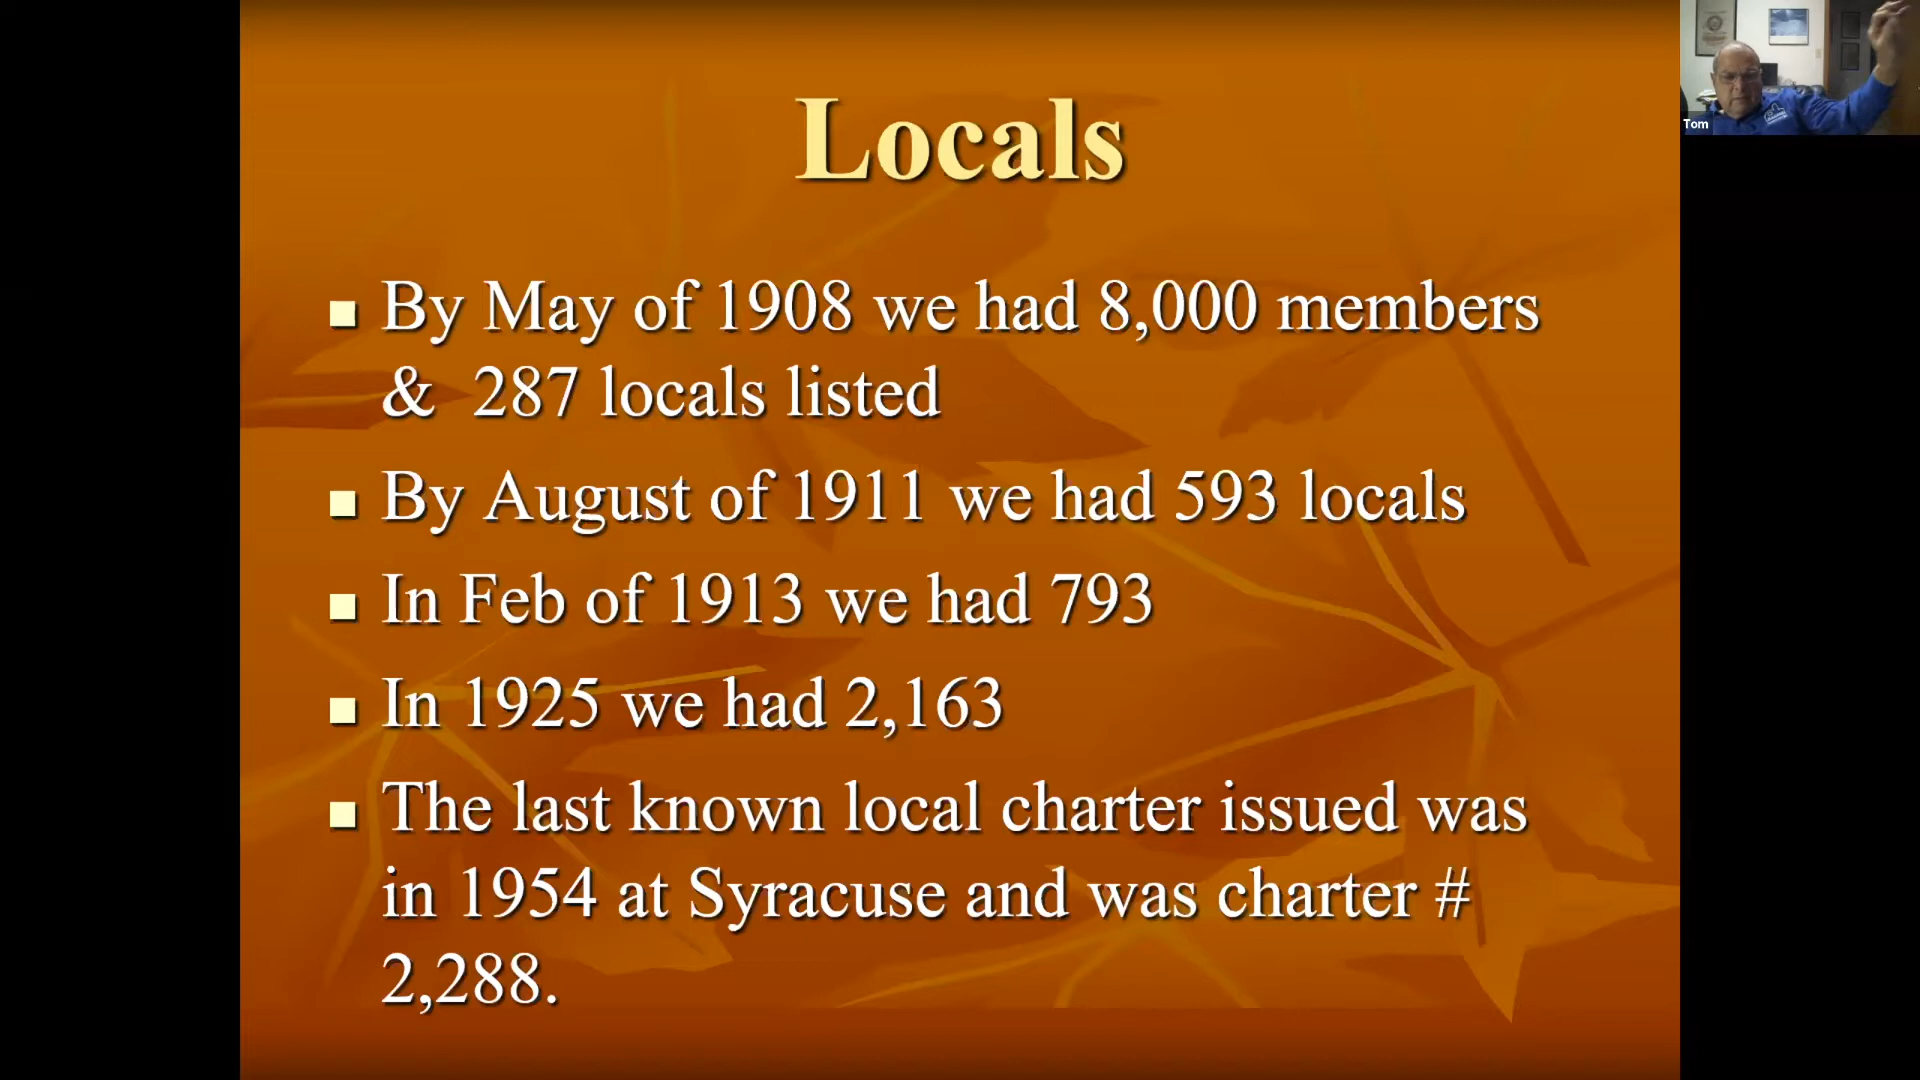 Locals
Tom
By May of 1908 we had 8,000 members
& 287 locals listed
By August of 1911 we had 593 locals
In Feb of 1913 we had 793
In 1925 we had 2,163
The last known local charter issued was
in 1954 at Syracuse and was charter #
2,288.